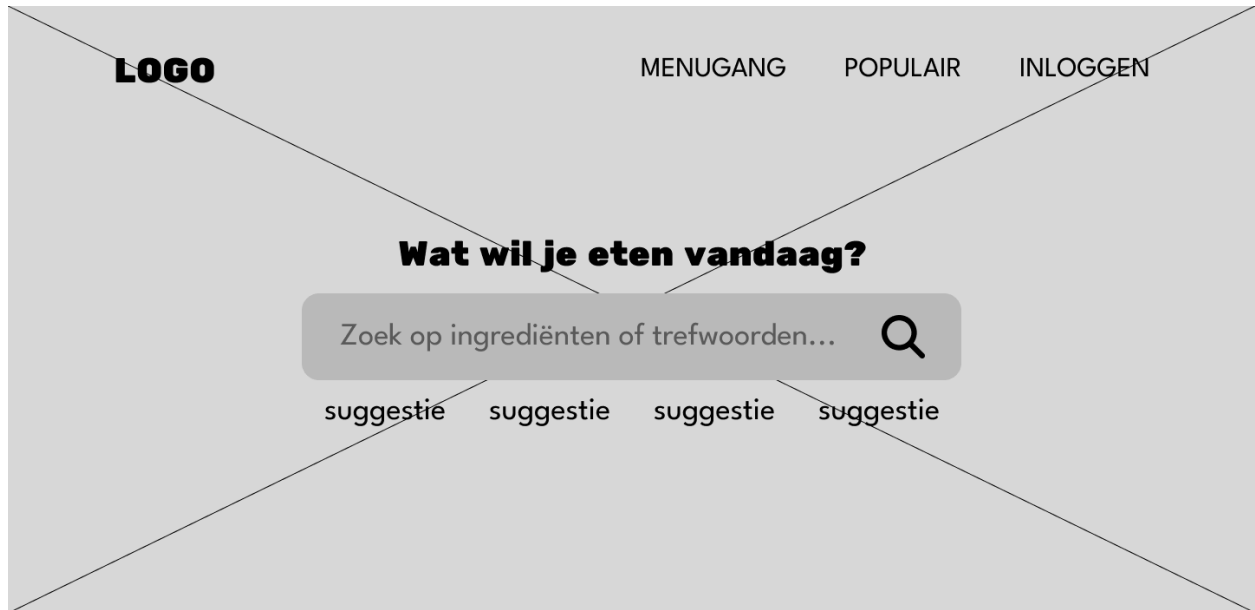 LOGO MENUGANG POPULAIR INLOGGEN
Wat wil je eten vandaag?
Zoek op ingrediënten of trefwoorden...
suggestie suggestie suggestie suggestie